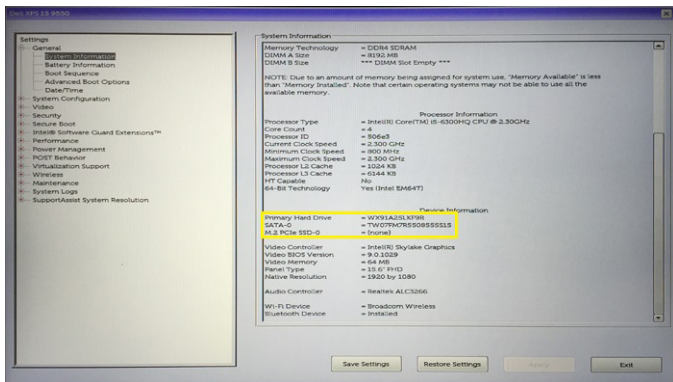 Dell XPS 15 9550
Settings
General
System Information
Battery Information
Boot Sequence
Advanced Boot Options
Date/Time
System Configuration
Video
Security
Secure Boot
Intel® Software Guard Extensions™
Performance
Power Management
POST Behavior
Virtualization Support
Wireless
Maintenance
System Logs
SupportAssist System Resolution
System Information
Memory Technology = DDR4 SDRAM
DIMM A Size = 8192 MB
DIMM B Size *** DIMM Slot Empty ***
NOTE: Due to an amount of memory being assigned for system use, "Memory Available" is less
than "Memory Installed". Note that certain operating systems may not be able to use all the
available memory.
Processor Information
Processor Type = Intel(R) Core(TM) i5-6300HQ CPU @ 2.30GHz
Core Count = 4
Processor ID = 506e3
Current Clock Speed = 2.300 GHz
Minimum Clock Speed = 800 MHz
Maximum Clock Speed = 2.300 GHz
Processor L2 Cache = 1024 KB
Processor L3 Cache = 6144 KB
HT Capable No
64-Bit Technology Yes (Intel EM64T)
Device Information
Primary Hard Drive = WX91A25LXF9R
SATA-0
M.2 PCIe SSD-0 = (none)
Video Controller = Intel(R) Skylake Graphics
Video BIOS Version = 9.0.1029
Video Memory = 64 MB
Panel Type = 15.6" FHD
Native Resolution = 1920 by 1080
Audio Controller = Realtek ALC3266
Wi-Fi Device = Broadcom Wireless
Bluetooth Device = Installed
Save Settings
Restore Settings
Apply
Exit